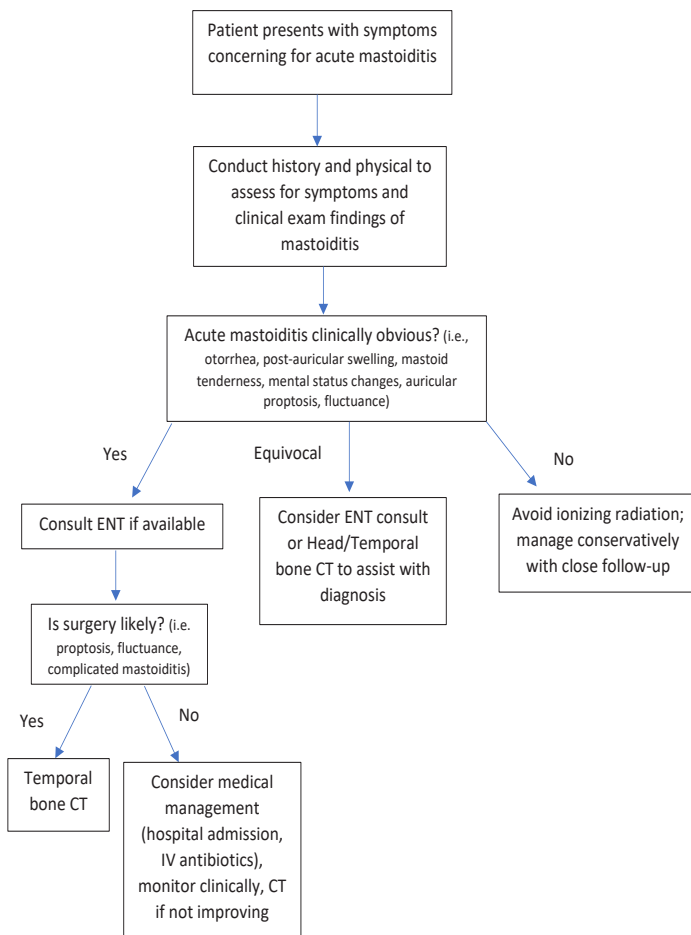 Patient presents with symptoms
concerning for acute mastoiditis
Conduct history and physical to
assess for symptoms and
clinical exam findings of
mastoiditis
Acute mastoiditis clinically obvious? (i.e.,
otorrhea, post-auricular swelling, mastoid
tenderness, mental status changes, auricular
proptosis, fluctuance)
Yes
Equivocal
No
Consult ENT if available
Consider ENT consult
or Head/Temporal
bone CT to assist with
diagnosis
Avoid ionizing radiation;
manage conservatively
with close follow-up
Is surgery likely? (i.e.
proptosis, fluctuance,
complicated mastoiditis)
Yes
No
Temporal
bone CT
Consider medical
management
(hospital admission,
IV antibiotics),
monitor clinically, CT
if not improving